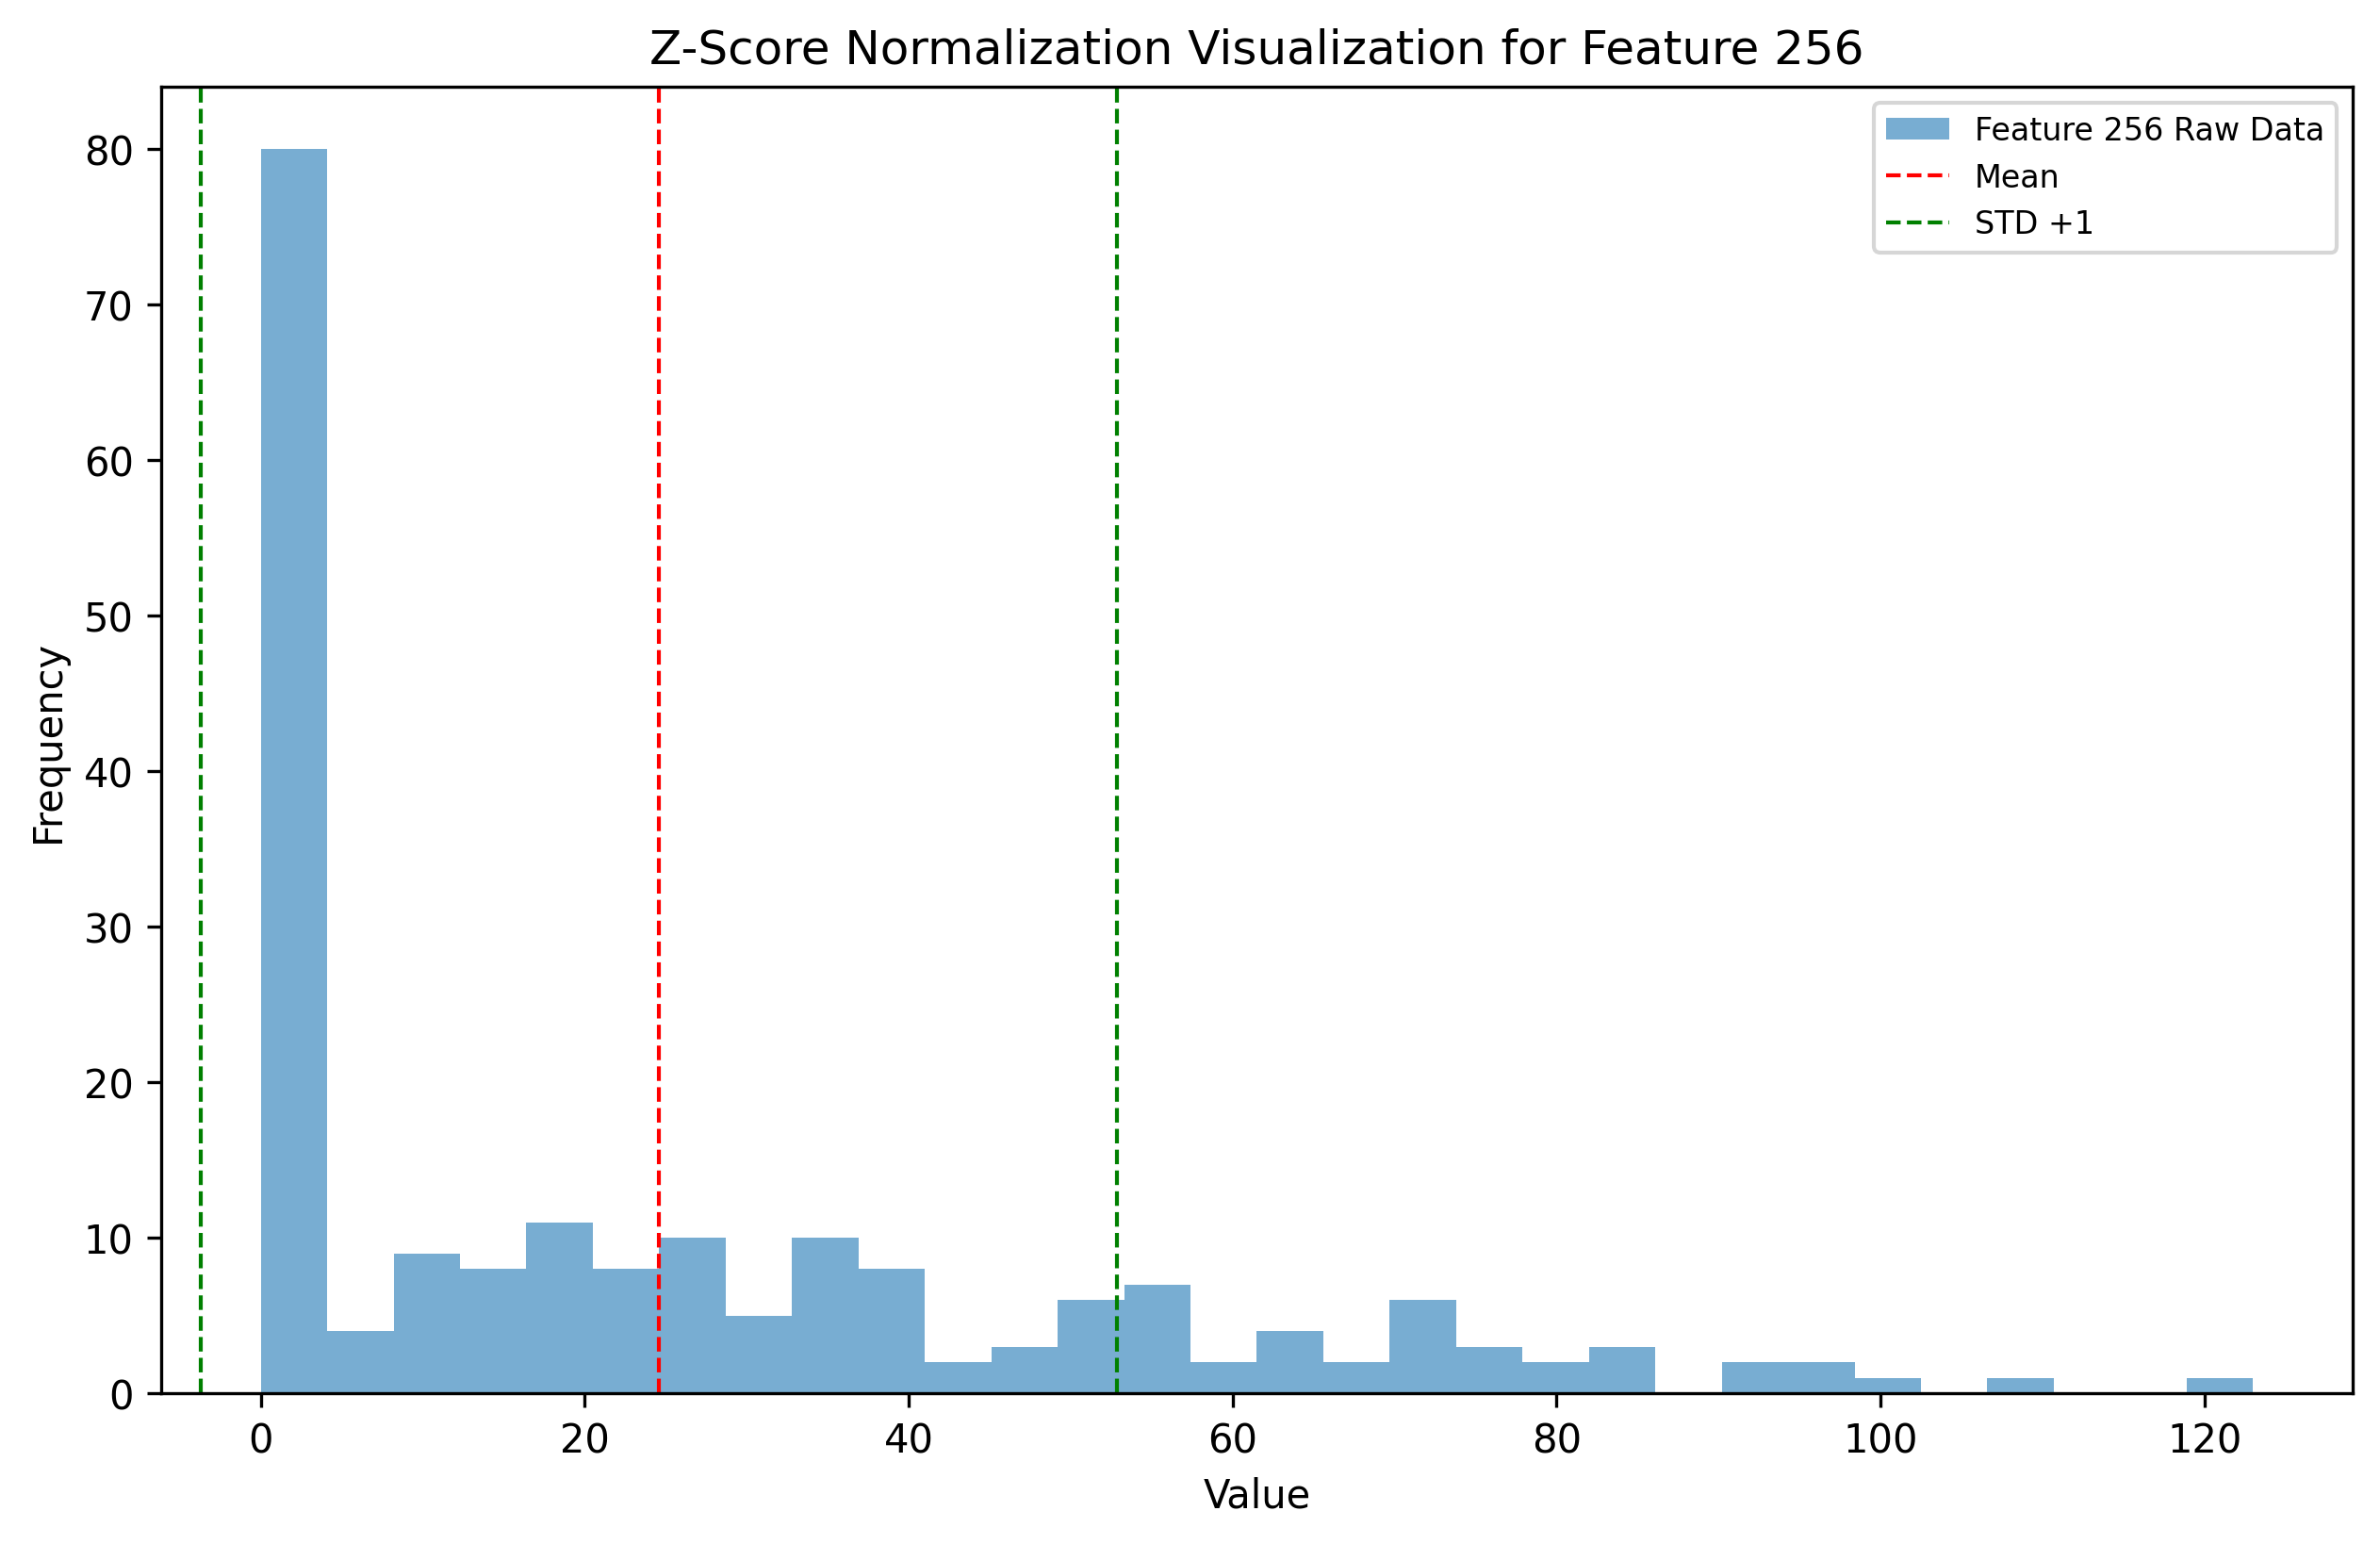 Z-Score Normalization Visualization for Feature 256
Feature 256 Raw Data
Mean
STD +1
80
70
60
50
40
30
20
10
0
Frequency
0 20 40 60 80 100 120
Value